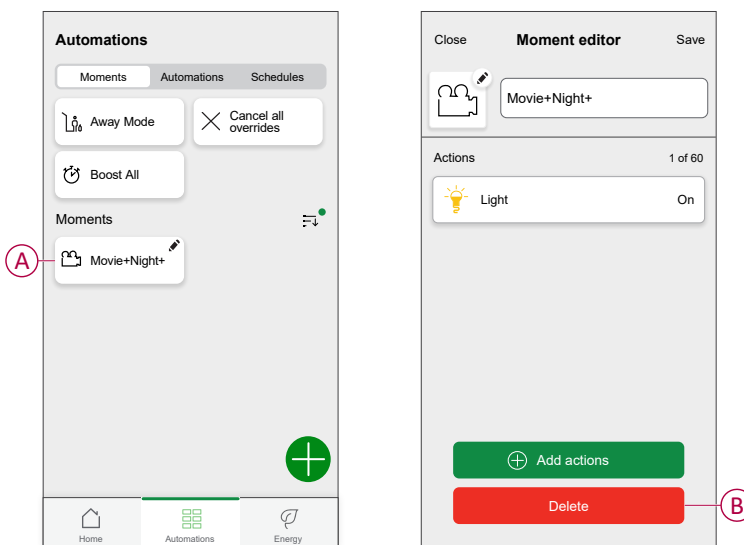 Automations
Moments Automations Schedules
Away Mode
Cancel all
overrides
Boost All
Moments
A
Movie+Night+
Home Automations Energy
Close Moment editor Save
Movie+Night+
Actions 1 of 60
Light On
Add actions
Delete
B